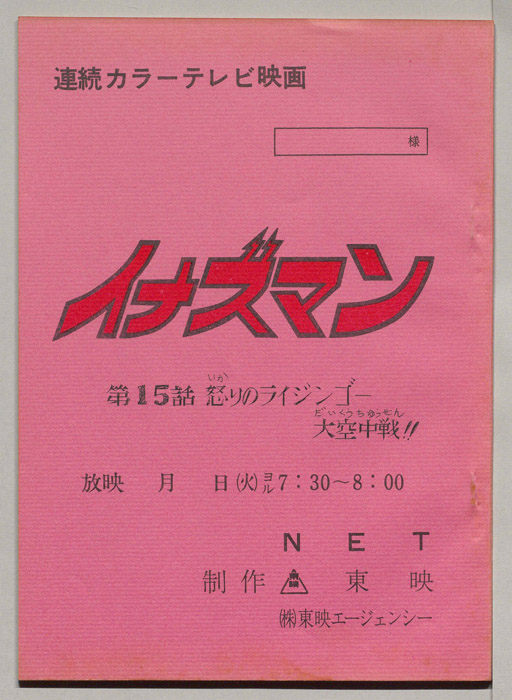 連続カラーテレビ映画
様
イナズマン
第15話 怒りのライジンゴー
いか
だいくうちゅうせん
大空中戦!!
放映 月 日(火)ヨル7:30~8:00
NET
制作 東映 東映
(株)東映エージェンシー